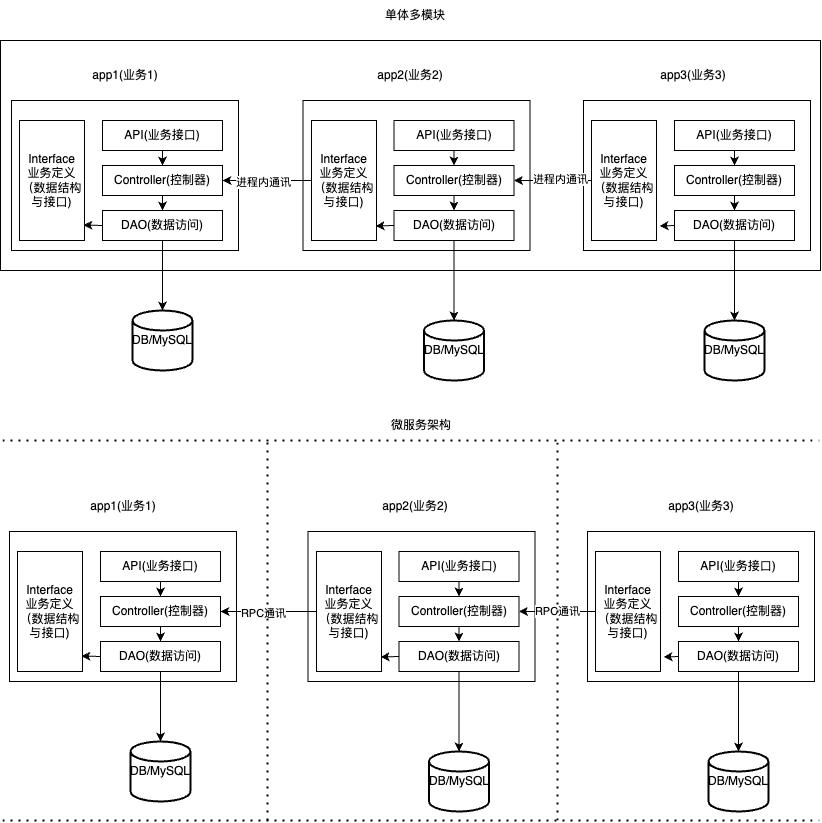 单体多模块
app1(业务1)
app2(业务2)
app3(业务3)
Interface
业务定义
(数据结构
与接口)
API(业务接口)
Controller(控制器)
DAO(数据访问)
进程内通讯
Interface
业务定义
(数据结构
与接口)
API(业务接口)
Controller(控制器)
DAO(数据访问)
进程内通讯
Interface
业务定义
(数据结构
与接口)
API(业务接口)
Controller(控制器)
DAO(数据访问)
DB/MySQL
DB/MySQL
DB/MySQL
微服务架构
app1(业务1)
app2(业务2)
app3(业务3)
Interface
业务定义
(数据结构
与接口)
API(业务接口)
Controller(控制器)
DAO(数据访问)
RPC通讯
Interface
业务定义
(数据结构
与接口)
API(业务接口)
Controller(控制器)
DAO(数据访问)
RPC通讯
Interface
业务定义
(数据结构
与接口)
API(业务接口)
Controller(控制器)
DAO(数据访问)
DB/MySQL
DB/MySQL
DB/MySQL